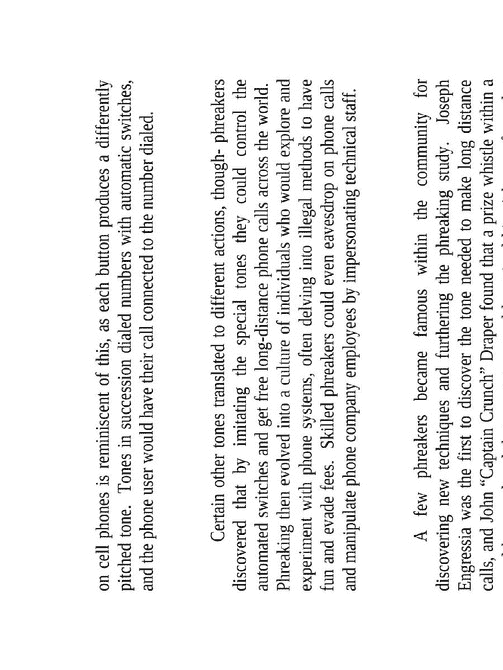 on cell phones is reminiscent of this, as each button produces a differently
pitched tone. Tones in succession dialed numbers with automatic switches,
and the phone user would have their call connected to the number dialed.
Certain other tones translated to different actions, though- phreakers
discovered that by imitating the special tones they could control the
automated switches and get free long-distance phone calls across the world.
Phreaking then evolved into a culture of individuals who would explore and
experiment with phone systems, often delving into illegal methods to have
fun and evade fees. Skilled phreakers could even eavesdrop on phone calls
and manipulate phone company employees by impersonating technical staff.
A few phreakers became famous within the community for
discovering new techniques and furthering the phreaking study. Joseph
Engressia was the first to discover the tone needed to make long distance
calls, and John “Captain Crunch” Draper found that a prize whistle within a